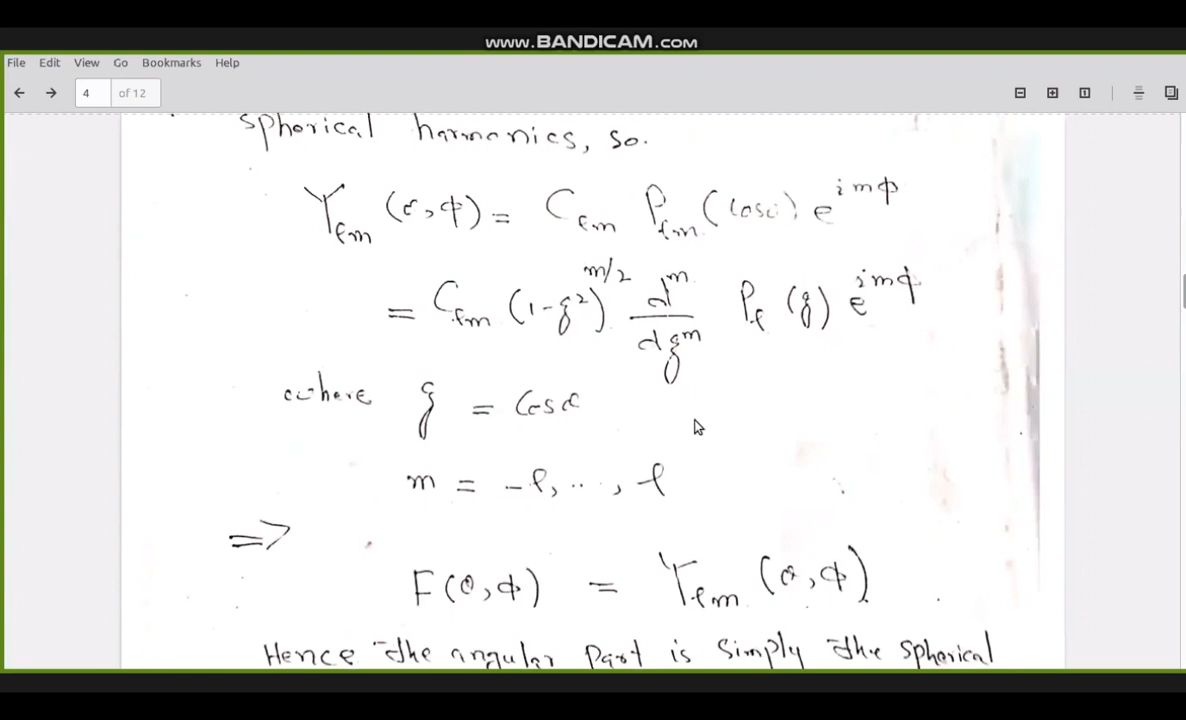 www.BANDICAM.com
File Edit View Go Bookmarks Help
4 of 12
spherical harmonics, so.
Yℓm (θ,φ) = Cℓm Pℓm (cosθ) e^{imφ}
= Cℓm (1-ξ²)^{m/2} d^m/dξ^m Pℓ (ξ) e^{imφ}
where ξ = cosθ
m = -ℓ, .. , ℓ
=>
F(θ,φ) = Yℓm (θ,φ)
Hence the angular part is simply the spherical